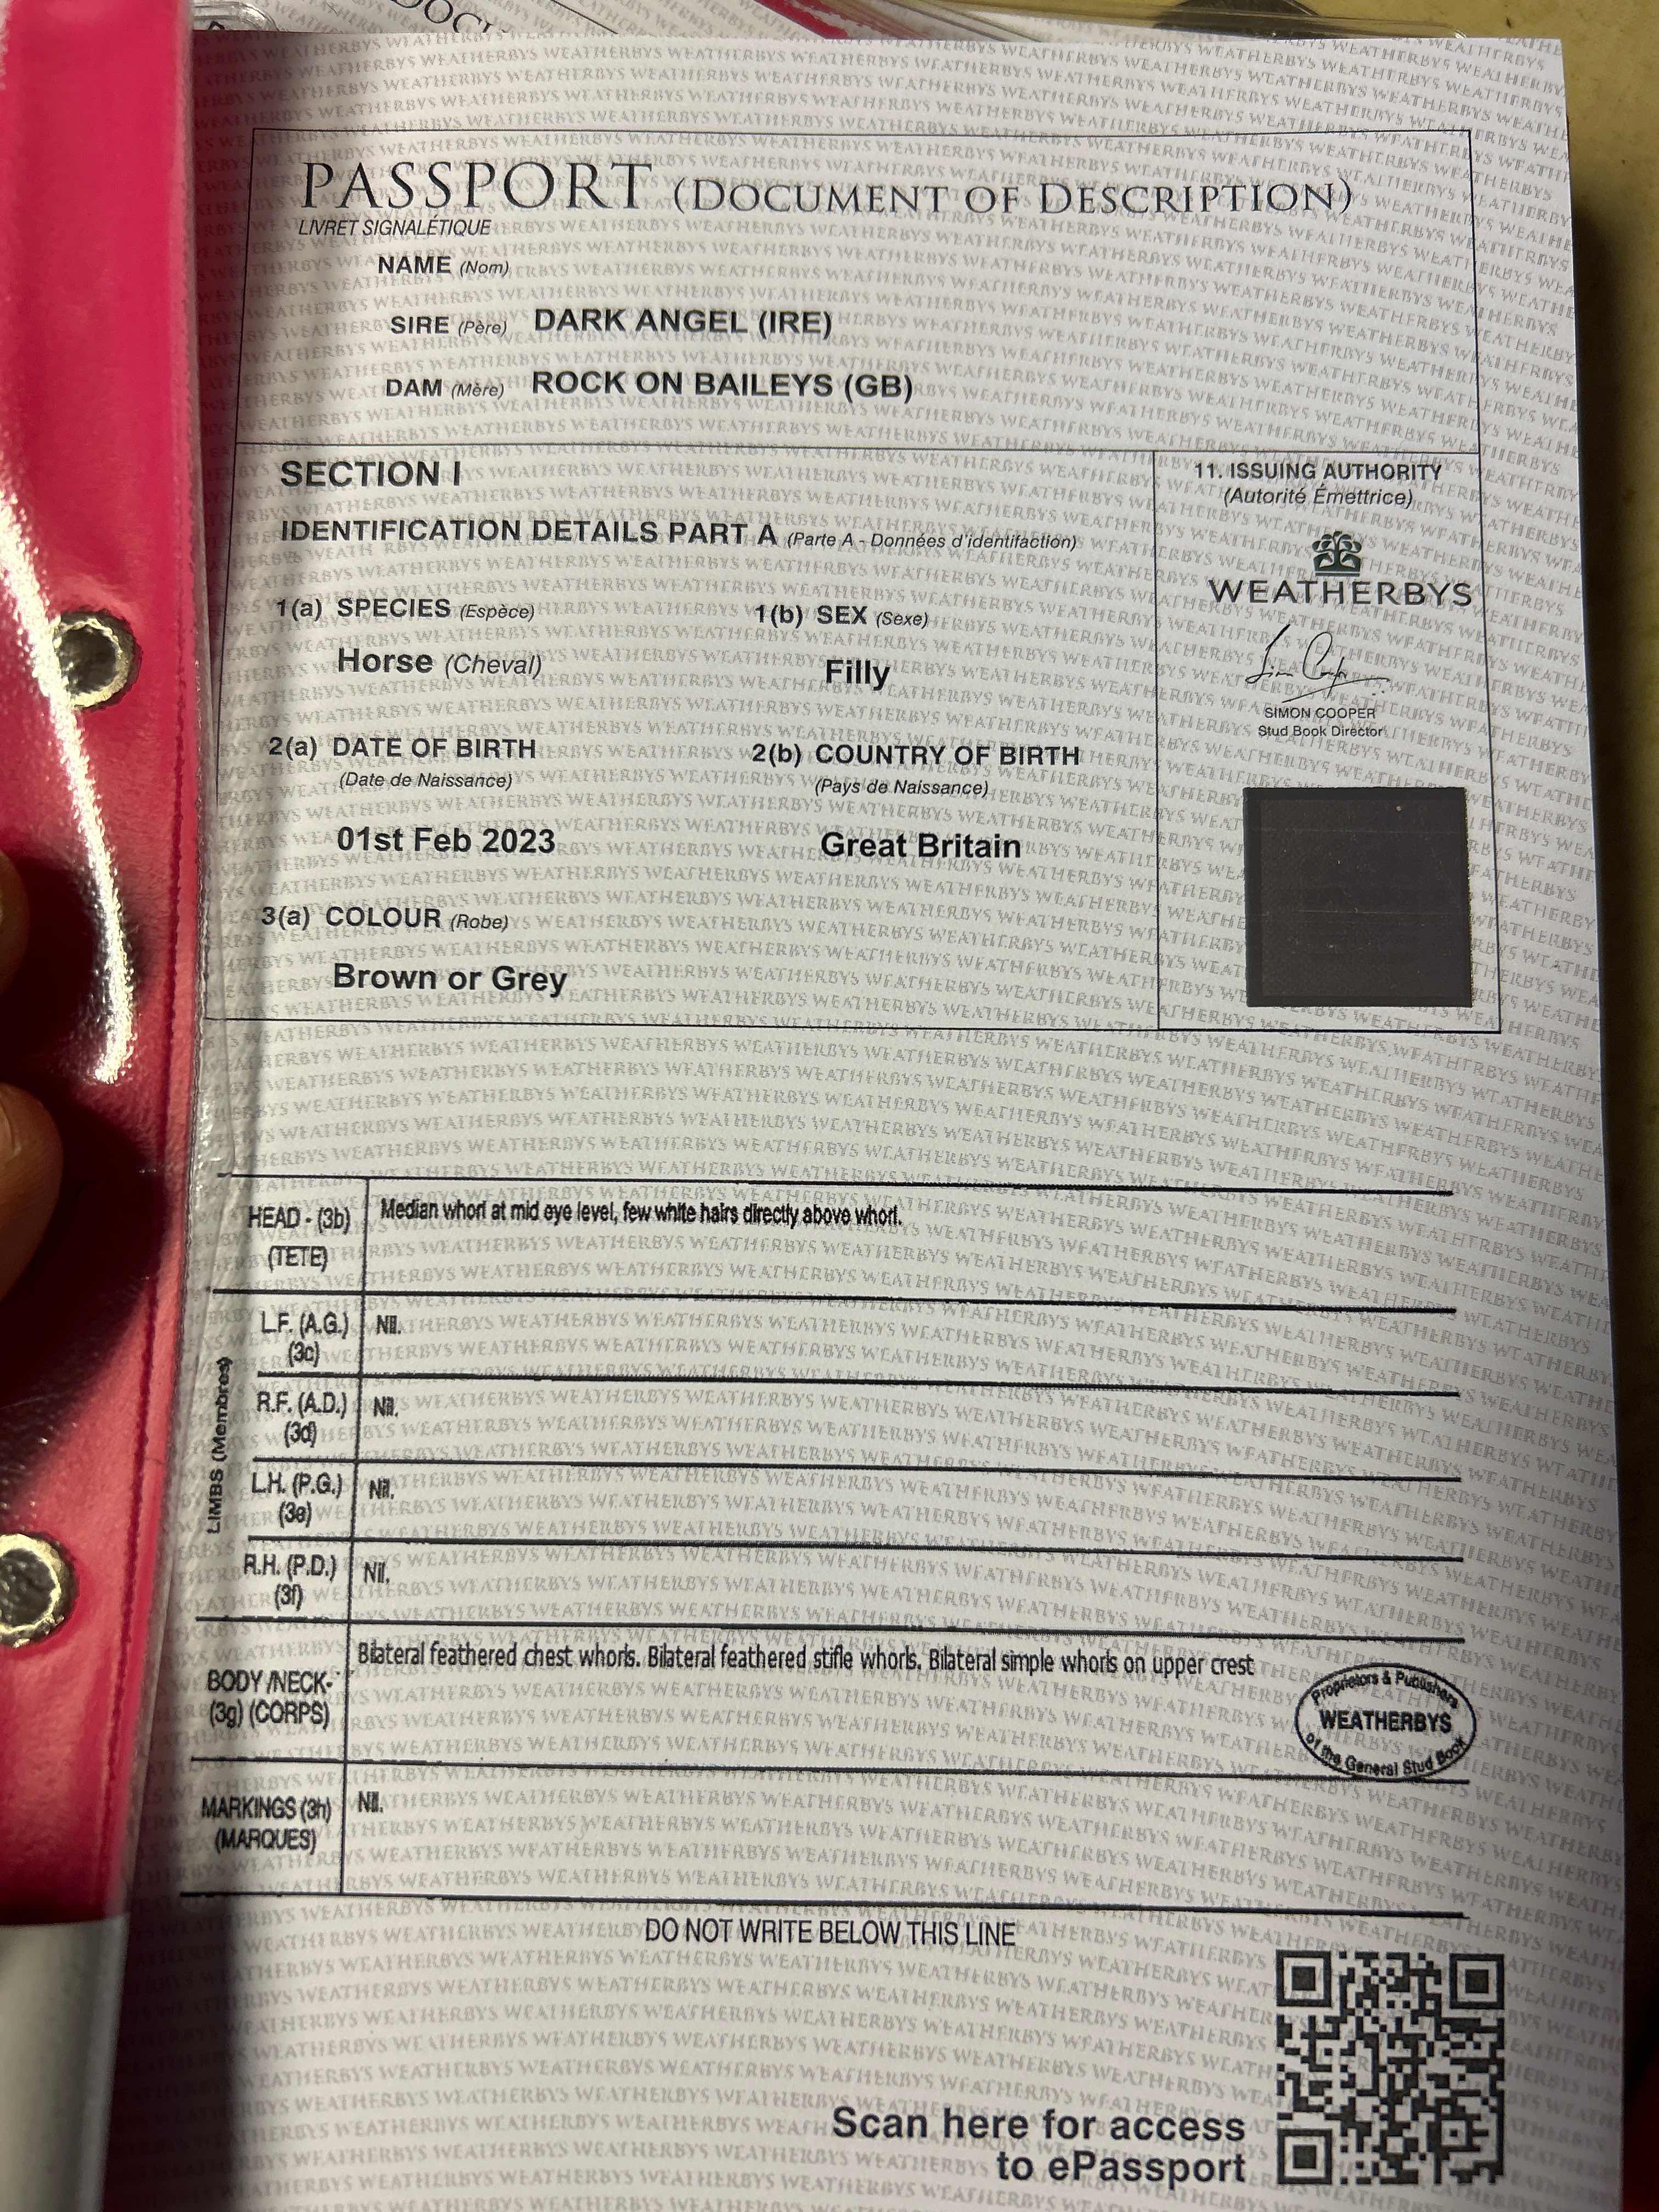 PASSPORT (DOCUMENT OF DESCRIPTION)
LIVRET SIGNALÉTIQUE
NAME (Nom)
SIRE (Père) DARK ANGEL (IRE)
DAM (Mère) ROCK ON BAILEYS (GB)
SECTION I
IDENTIFICATION DETAILS PART A (Parte A - Données d'identifaction)
1(a) SPECIES (Espèce) 1(b) SEX (Sexe)
Horse (Cheval) Filly
2(a) DATE OF BIRTH 2(b) COUNTRY OF BIRTH
(Date de Naissance) (Pays de Naissance)
01st Feb 2023 Great Britain
3(a) COLOUR (Robe)
Brown or Grey
11. ISSUING AUTHORITY
(Autorité Émettrice)
WEATHERBYS
SIMON COOPER
Stud Book Director
HEAD - (3b) Median whorl at mid eye level, few white hairs directly above whorl.
(TETE)
LIMBS (Membres)
L.F. (A.G.) Nil.
(3c)
R.F. (A.D.) Nil.
(3d)
L.H. (P.G.) Nil.
(3e)
R.H. (P.D.) Nil.
(3f)
BODY /NECK- Bilateral feathered chest whorls. Bilateral feathered stifle whorls. Bilateral simple whorls on upper crest
(3g) (CORPS)
Proprietors & Publishers
WEATHERBYS
of the General Stud Book
MARKINGS (3h) Nil.
(MARQUES)
DO NOT WRITE BELOW THIS LINE
Scan here for access
to ePassport